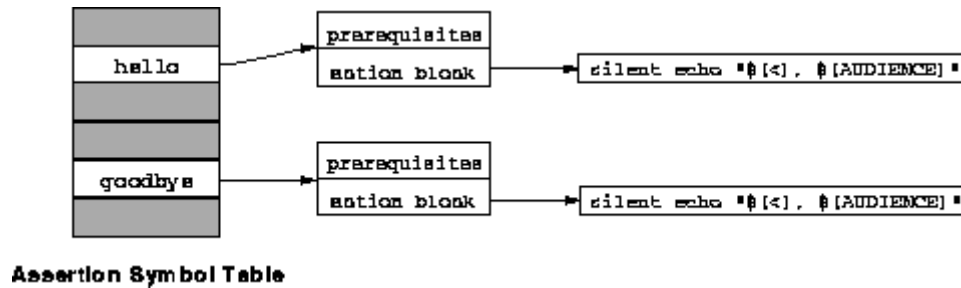 prerequisites
hello
action block
silent echo "$[<], $[AUDIENCE]"
prerequisites
goodbye
action block
silent echo "$[<], $[AUDIENCE]"
Assertion Symbol Table